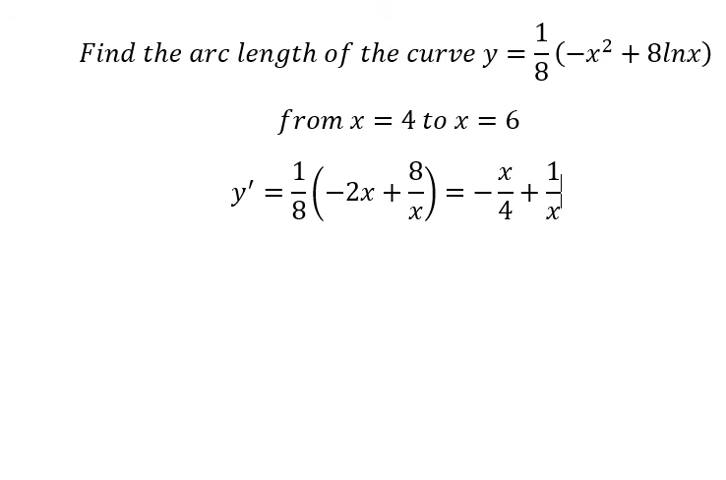 Find the arc length of the curve y = 1/8 (−x² + 8lnx)
from x = 4 to x = 6
y′ = 1/8 (−2x + 8/x) = −x/4 + 1/x